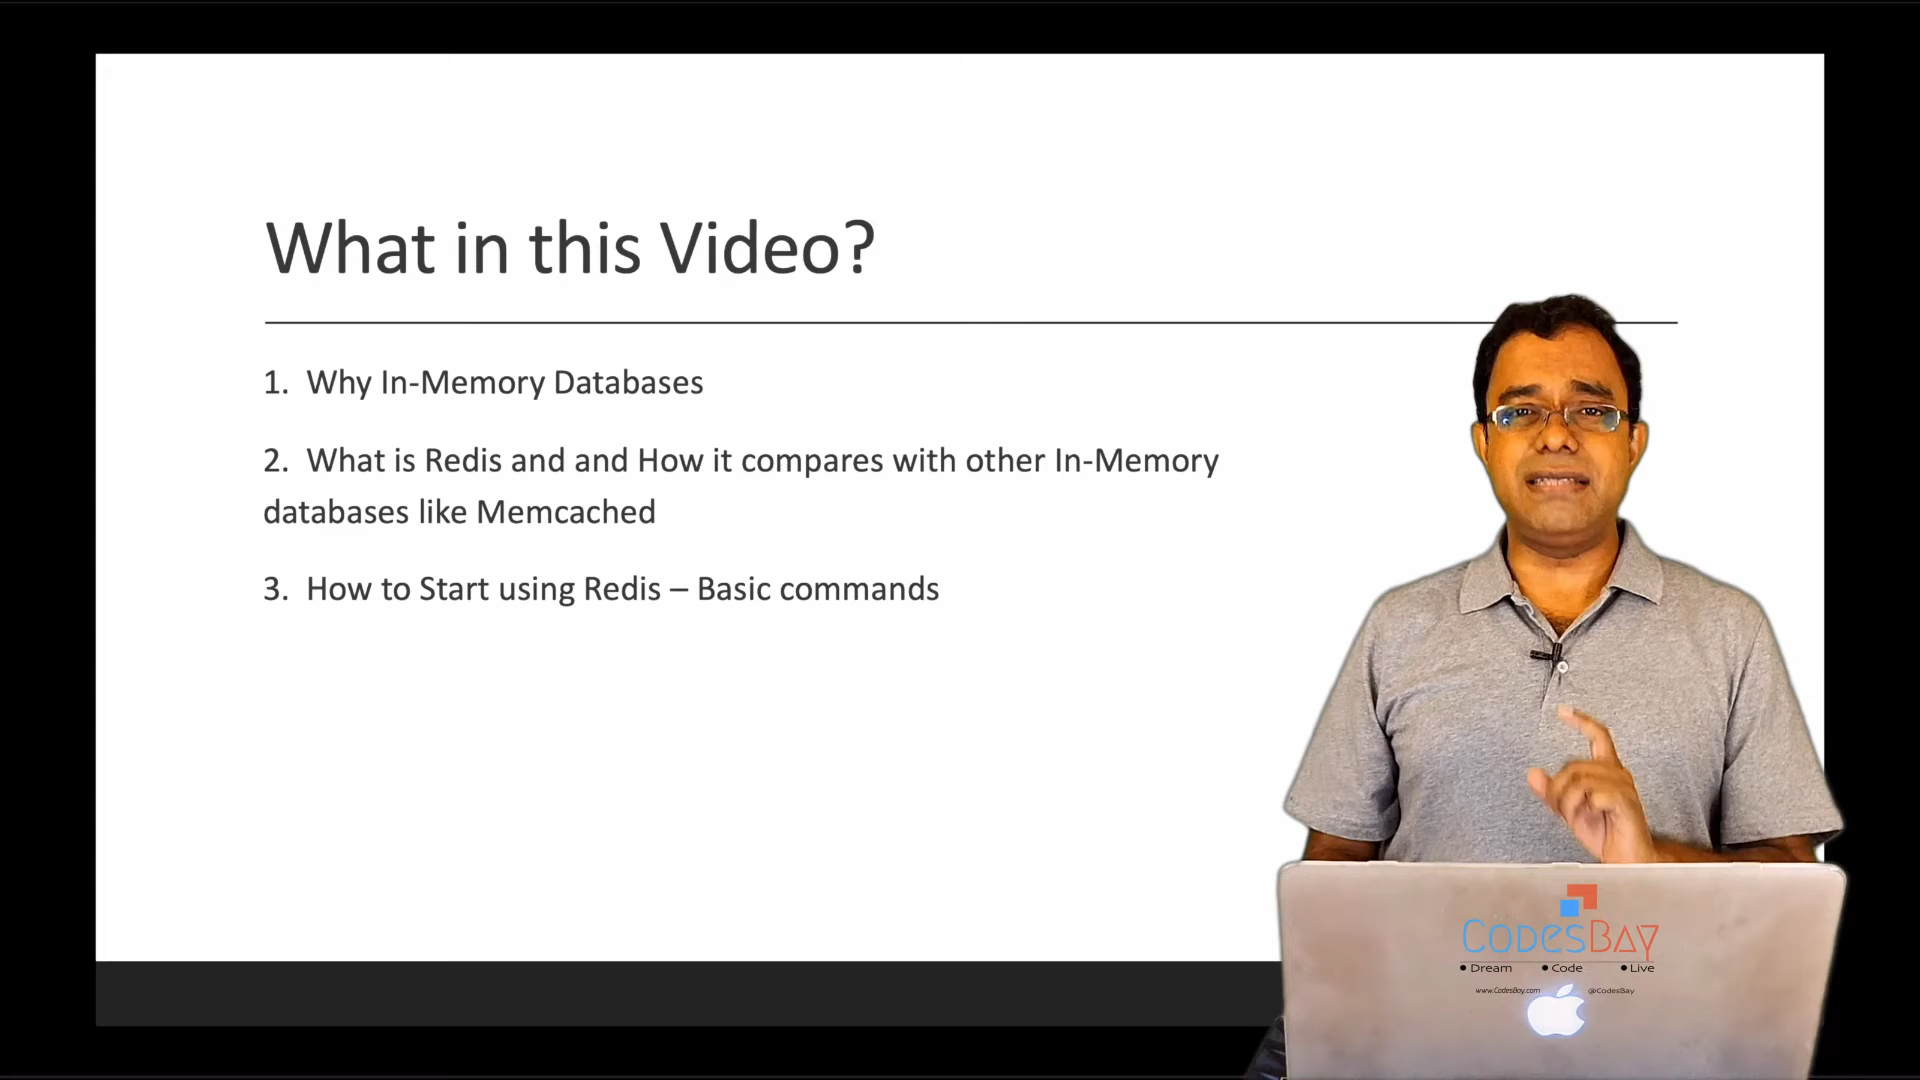 What in this Video?
1. Why In-Memory Databases
2. What is Redis and and How it compares with other In-Memory
databases like Memcached
3. How to Start using Redis – Basic commands
CodesBay
• Dream • Code • Live
www.CodesBay.com @CodesBay